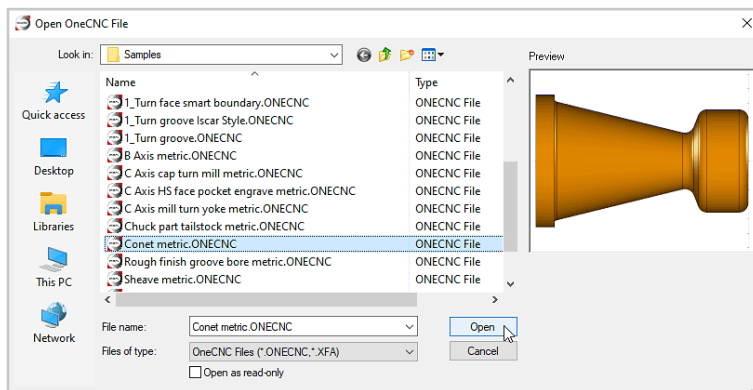 Open OneCNC File
Look in: Samples
Preview
Name Type
1_Turn face smart boundary.ONECNC ONECNC File
1_Turn groove Iscar Style.ONECNC ONECNC File
1_Turn groove.ONECNC ONECNC File
B Axis metric.ONECNC ONECNC File
C Axis cap turn mill metric.ONECNC ONECNC File
C Axis HS face pocket engrave metric.ONECNC ONECNC File
C Axis mill turn yoke metric.ONECNC ONECNC File
Chuck part tailstock metric.ONECNC ONECNC File
Conet metric.ONECNC ONECNC File
Rough finish groove bore metric.ONECNC ONECNC File
Sheave metric.ONECNC ONECNC File
Quick access
Desktop
Libraries
This PC
Network
File name: Conet metric.ONECNC Open
Files of type: OneCNC Files (*.ONECNC,*.XFA) Cancel
Open as read-only